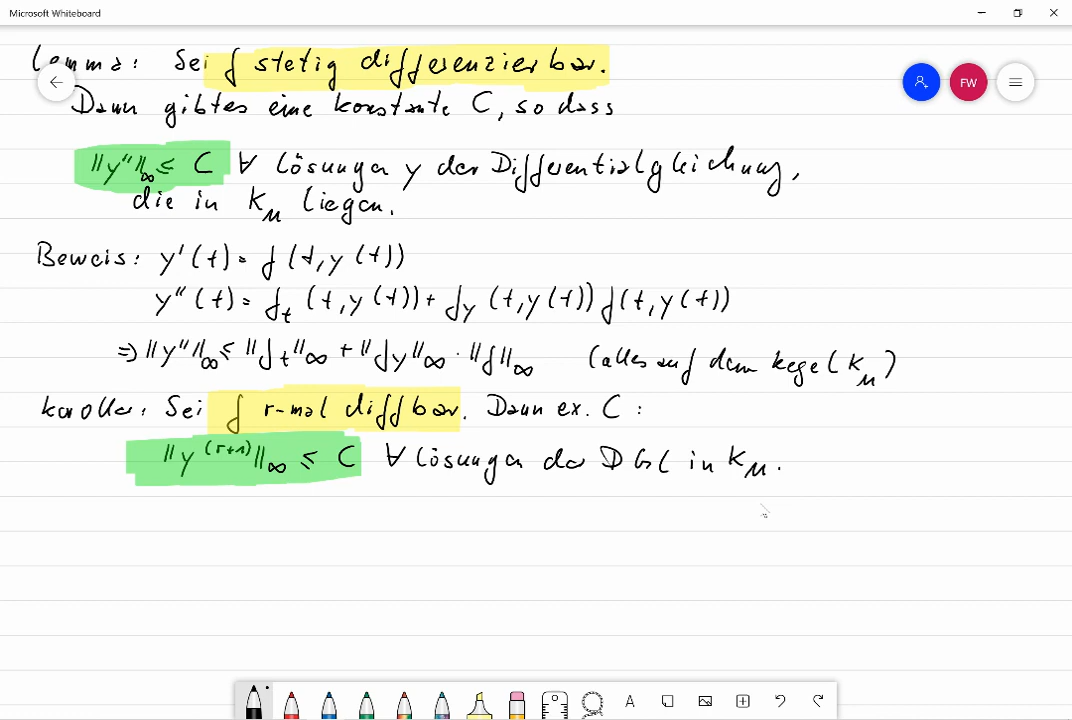 Microsoft Whiteboard
Lemma: Sei f stetig differenzierbar.
Dann gibt es eine Konstante C, so dass
FW
||y''||∞ ≤ C ∀ Lösungen y der Differentialgleichung,
die in K_M liegen.
Beweis: y'(t) = f(t,y(t))
y''(t) = f_t (t,y(t)) + f_y (t,y(t)) f(t,y(t))
⇒ ||y''||∞ ≤ ||f_t||∞ + ||f_y||∞ · ||f||∞ (alles auf dem Kegel K_M)
Korollar: Sei f r-mal diffbar. Dann ex. C :
||y^(r+1)||∞ ≤ C ∀ Lösungen der DGL in K_M.
A